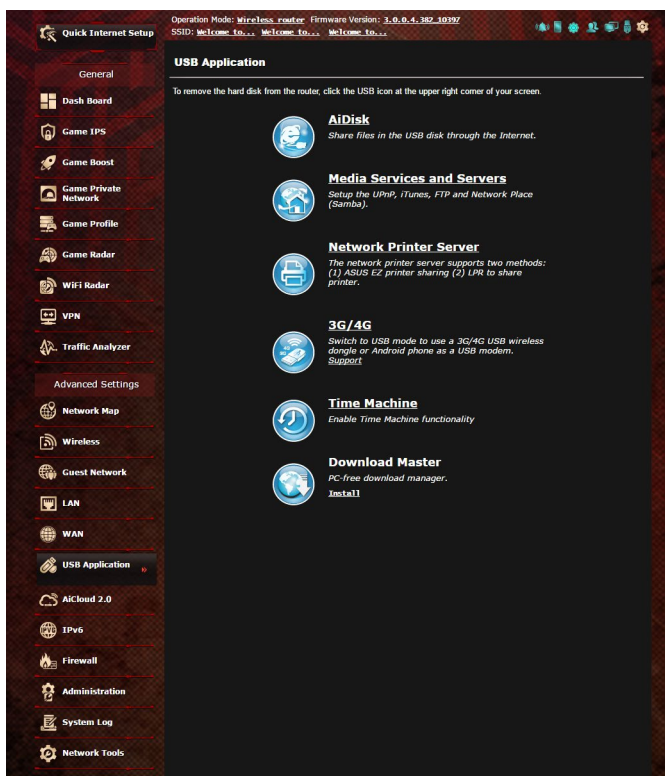 Quick Internet Setup
Operation Mode: Wireless router Firmware Version: 3.0.0.4.382_10397
SSID: Welcome to... Welcome to... Welcome to...
General
Dash Board
Game IPS
Game Boost
Game Private
Network
Game Profile
Game Radar
WiFi Radar
VPN
Traffic Analyzer
Advanced Settings
Network Map
Wireless
Guest Network
LAN
WAN
USB Application
AiCloud 2.0
IPv6
Firewall
Administration
System Log
Network Tools
USB Application
To remove the hard disk from the router, click the USB icon at the upper right corner of your screen.
AiDisk
Share files in the USB disk through the Internet.
Media Services and Servers
Setup the UPnP, iTunes, FTP and Network Place
(Samba).
Network Printer Server
The network printer server supports two methods:
(1) ASUS EZ printer sharing (2) LPR to share
printer.
3G/4G
Switch to USB mode to use a 3G/4G USB wireless
dongle or Android phone as a USB modem.
Support
Time Machine
Enable Time Machine functionality
Download Master
PC-free download manager.
Install